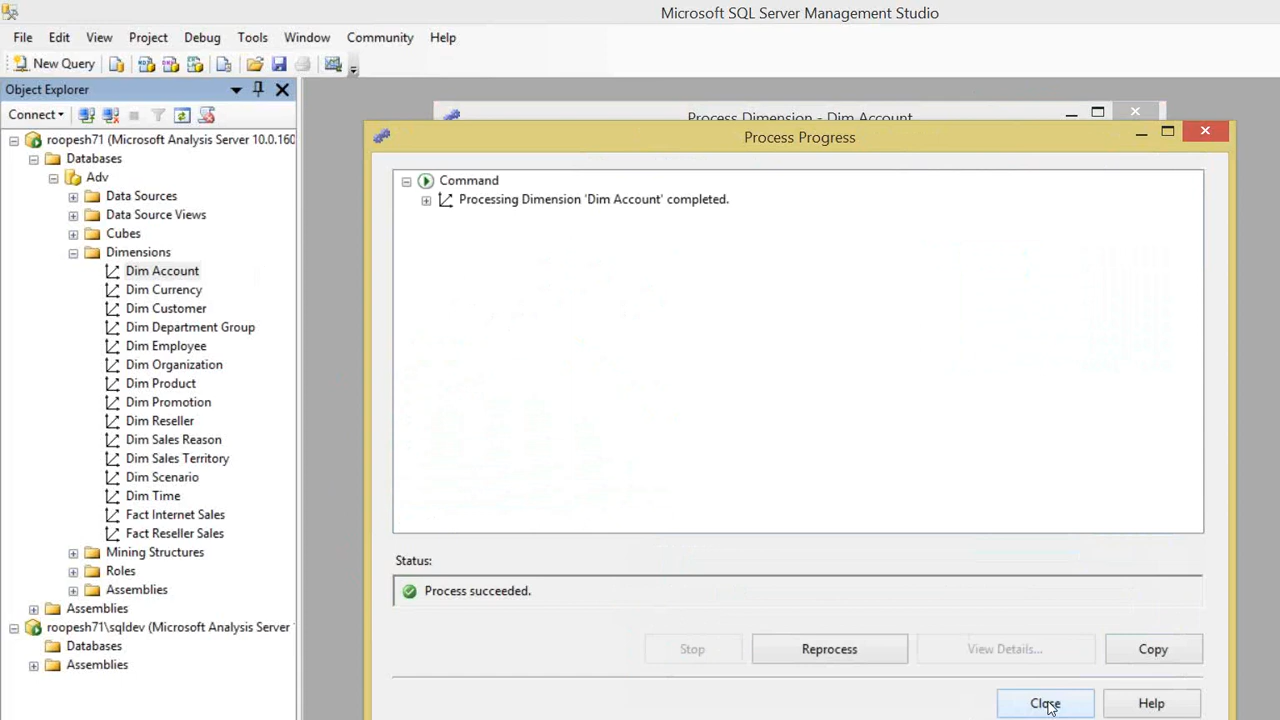 Microsoft SQL Server Management Studio
File Edit View Project Debug Tools Window Community Help
New Query
Object Explorer
Connect
roopesh71 (Microsoft Analysis Server 10.0.160
Databases
Adv
Data Sources
Data Source Views
Cubes
Dimensions
Dim Account
Dim Currency
Dim Customer
Dim Department Group
Dim Employee
Dim Organization
Dim Product
Dim Promotion
Dim Reseller
Dim Sales Reason
Dim Sales Territory
Dim Scenario
Dim Time
Fact Internet Sales
Fact Reseller Sales
Mining Structures
Roles
Assemblies
Assemblies
roopesh71\sqldev (Microsoft Analysis Server
Databases
Assemblies
Process Dimension - Dim Account
Process Progress
Command
Processing Dimension 'Dim Account' completed.
Status:
Process succeeded.
Stop Reprocess View Details... Copy
Close Help